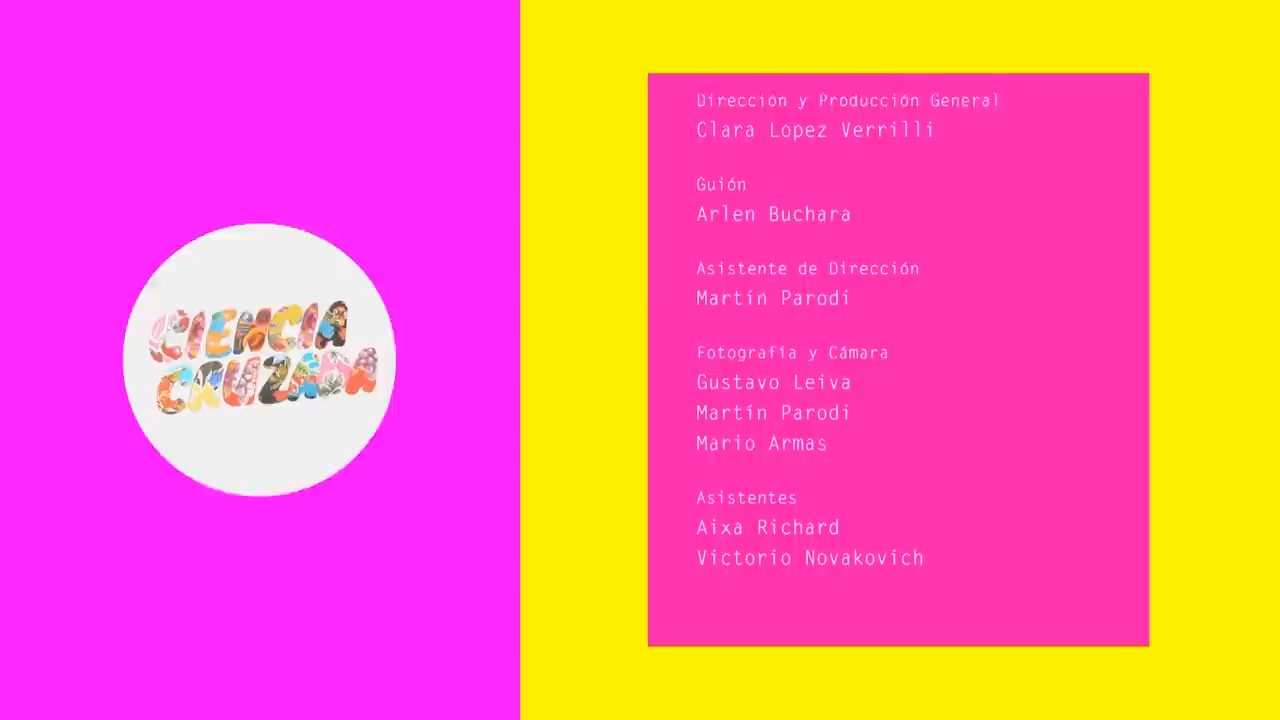 CIENCIA
CRUZADA
Dirección y Producción General
Clara Lopez Verrilli
Guión
Arlen Buchara
Asistente de Dirección
Martín Parodi
Fotografía y Cámara
Gustavo Leiva
Martín Parodi
Mario Armas
Asistentes
Aixa Richard
Victorio Novakovich